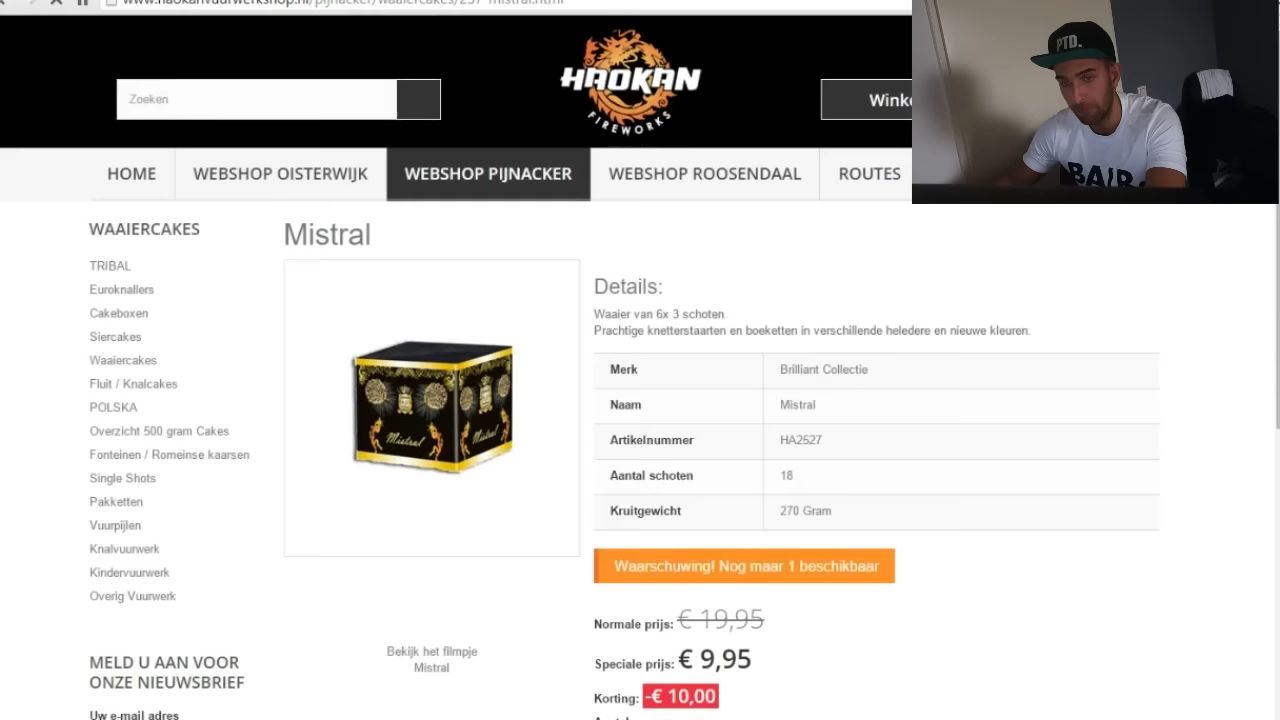 Zoeken
HAOKAN
FIREWORKS
HOME
WEBSHOP OISTERWIJK
WEBSHOP PIJNACKER
WEBSHOP ROOSENDAAL
ROUTES
PTD.
WAAIERCAKES
TRIBAL
Euroknallers
Cakeboxen
Siercakes
Waaiercakes
Fluit / Knalcakes
POLSKA
Overzicht 500 gram Cakes
Fonteinen / Romeinse kaarsen
Single Shots
Pakketten
Vuurpijlen
Knalvuurwerk
Kindervuurwerk
Overig Vuurwerk
MELD U AAN VOOR
ONZE NIEUWSBRIEF
Uw e-mail adres
Mistral
Mistral
Mistral
Bekijk het filmpje
Mistral
Details:
Waaier van 6x 3 schoten.
Prachtige knetterstaarten en boeketten in verschillende heledere en nieuwe kleuren.
Merk Brilliant Collectie
Naam Mistral
Artikelnummer HA2527
Aantal schoten 18
Kruitgewicht 270 Gram
Waarschuwing! Nog maar 1 beschikbaar
Normale prijs: € 19,95
Speciale prijs: € 9,95
Korting: -€ 10,00